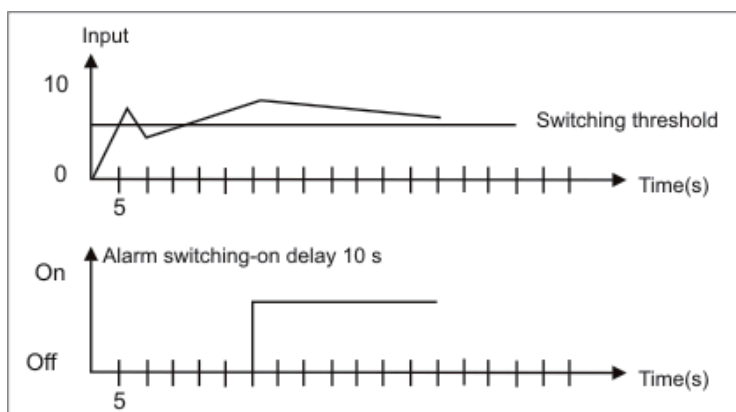 Input
10
Switching threshold
0
5
Time(s)
Alarm switching-on delay 10 s
On
Off
5
Time(s)